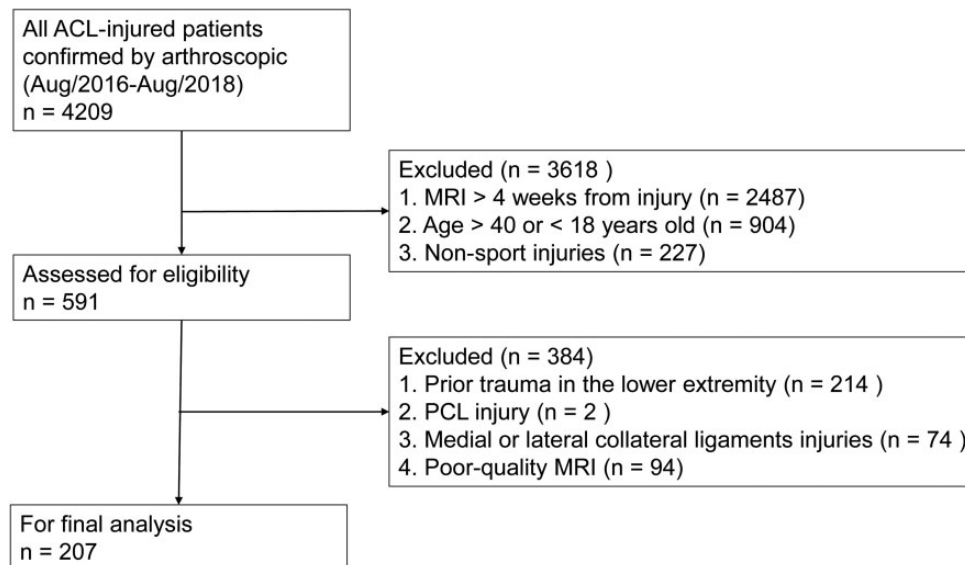 All ACL-injured patients
confirmed by arthroscopic
(Aug/2016-Aug/2018)
n = 4209
Excluded (n = 3618 )
1. MRI > 4 weeks from injury (n = 2487)
2. Age > 40 or < 18 years old (n = 904)
3. Non-sport injuries (n = 227)
Assessed for eligibility
n = 591
Excluded (n = 384)
1. Prior trauma in the lower extremity (n = 214 )
2. PCL injury (n = 2 )
3. Medial or lateral collateral ligaments injuries (n = 74 )
4. Poor-quality MRI (n = 94)
For final analysis
n = 207